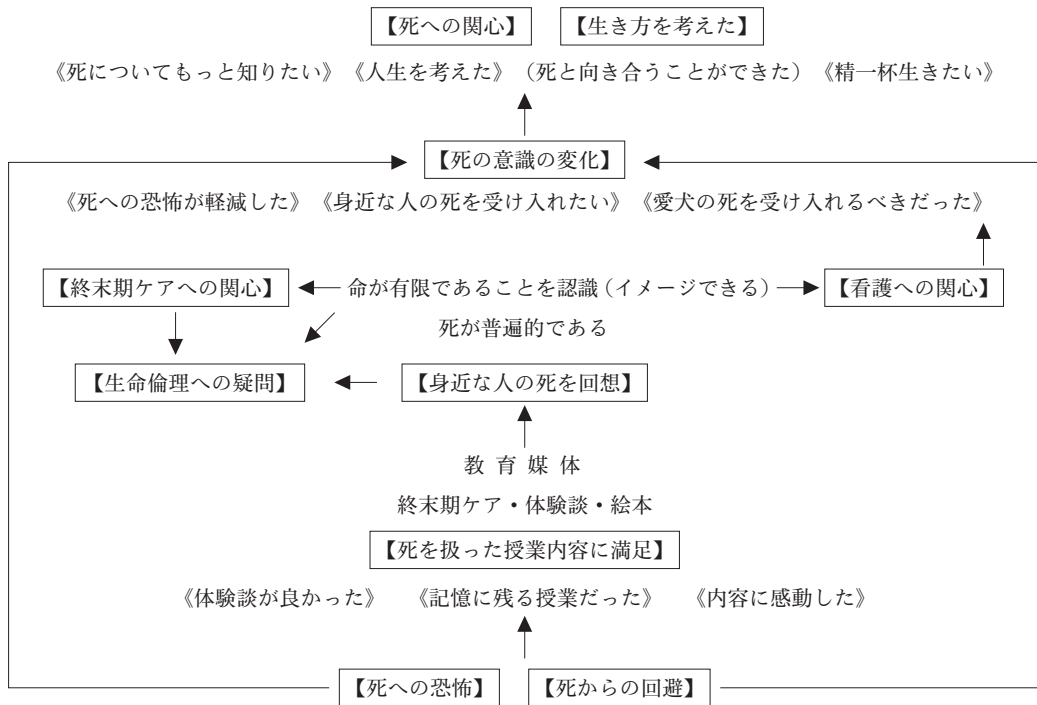 【死への関心】 【生き方を考えた】
《死についてもっと知りたい》《人生を考えた》（死と向き合うことができた）《精一杯生きたい》
【死の意識の変化】
《死への恐怖が軽減した》《身近な人の死を受け入れたい》《愛犬の死を受け入れるべきだった》
【終末期ケアへの関心】 命が有限であることを認識（イメージできる） 【看護への関心】
死が普遍的である
【生命倫理への疑問】 【身近な人の死を回想】
教 育 媒 体
終末期ケア・体験談・絵本
【死を扱った授業内容に満足】
《体験談が良かった》 《記憶に残る授業だった》 《内容に感動した》
【死への恐怖】 【死からの回避】